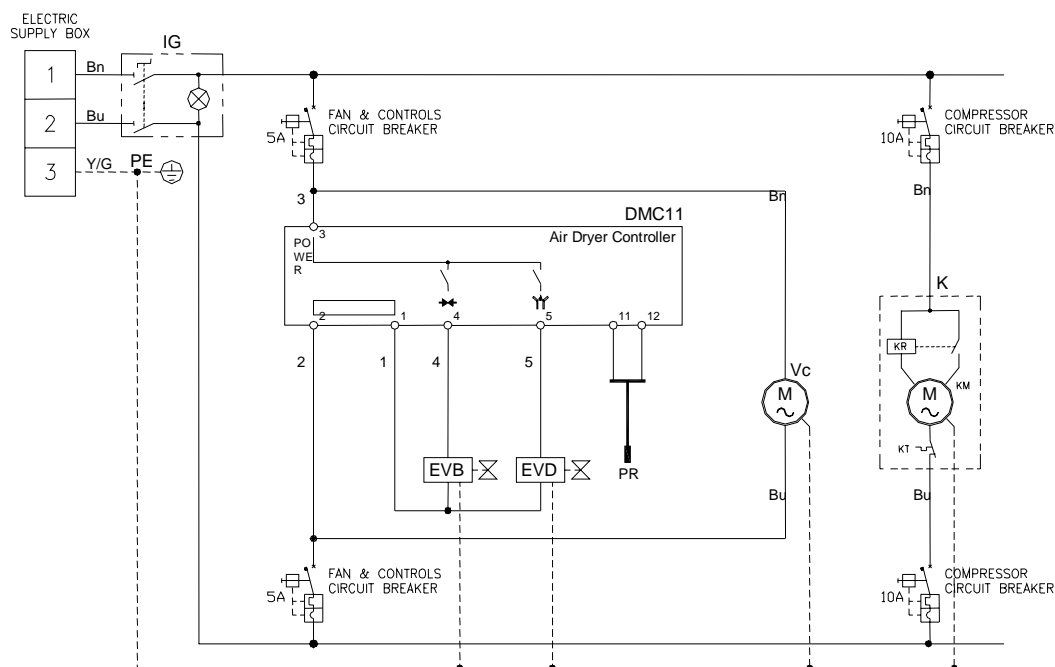 ELECTRIC
SUPPLY BOX
IG
1
Bn
2
Bu
3
Y/G
PE
FAN & CONTROLS
CIRCUIT BREAKER
5A
COMPRESSOR
CIRCUIT BREAKER
10A
3
Bn
Bn
DMC11
3
Air Dryer Controller
PO
WE
R
K
2
1
4
5
11
12
KR
2
1
4
5
Vc
M
M
KM
KT
EVB
EVD
PR
Bu
Bu
FAN & CONTROLS
CIRCUIT BREAKER
5A
COMPRESSOR
CIRCUIT BREAKER
10A